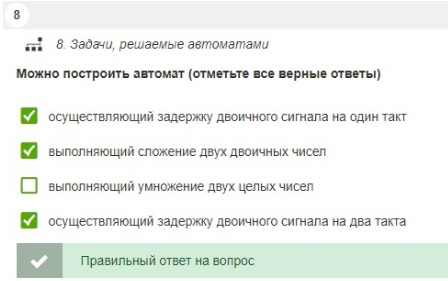 8
8. Задачи, решаемые автоматами
Можно построить автомат (отметьте все верные ответы)
осуществляющий задержку двоичного сигнала на один такт
выполняющий сложение двух двоичных чисел
выполняющий умножение двух целых чисел
осуществляющий задержку двоичного сигнала на два такта
Правильный ответ на вопрос